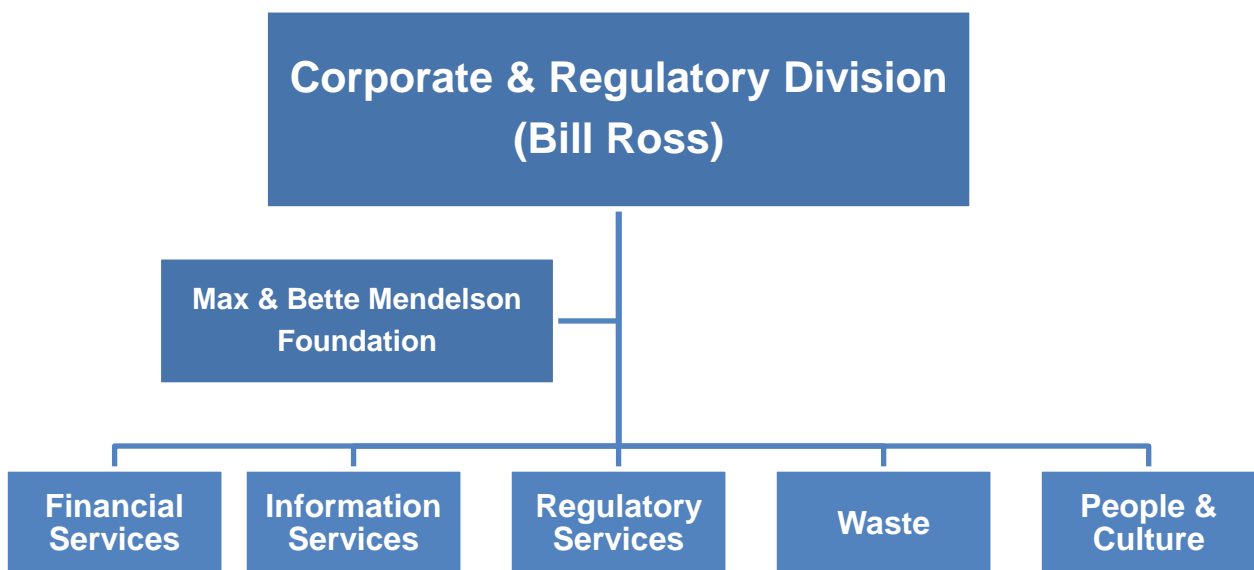 Corporate & Regulatory Division
(Bill Ross)
Max & Bette Mendelson
Foundation
Financial
Services
Information
Services
Regulatory
Services
Waste
People &
Culture